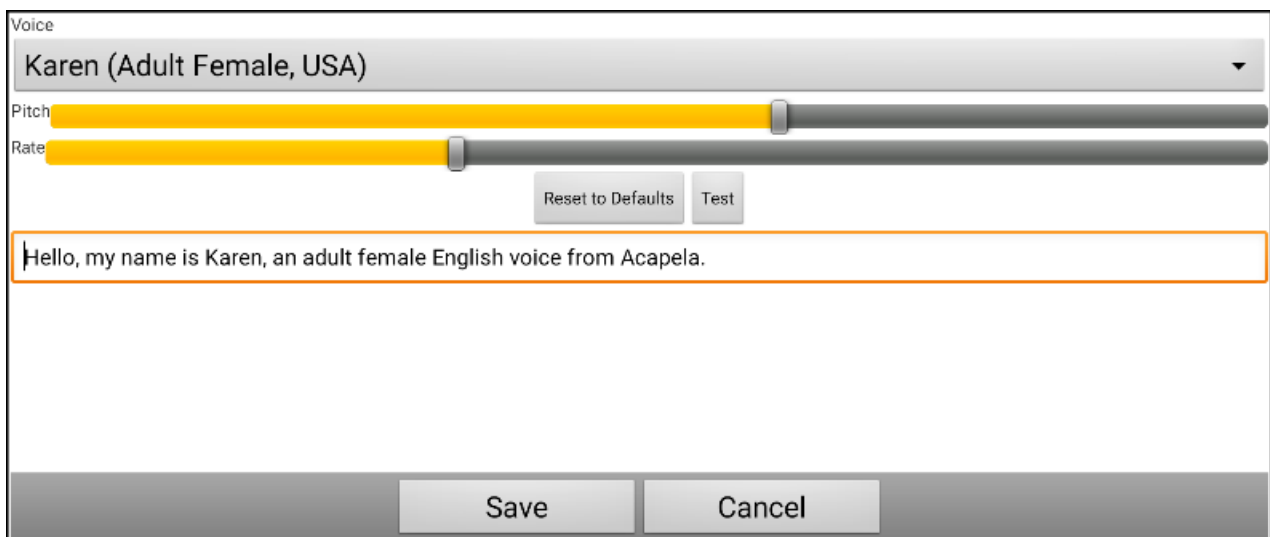 Voice
Karen (Adult Female, USA)
Pitch
Rate
Reset to Defaults Test
Hello, my name is Karen, an adult female English voice from Acapela.
Save Cancel